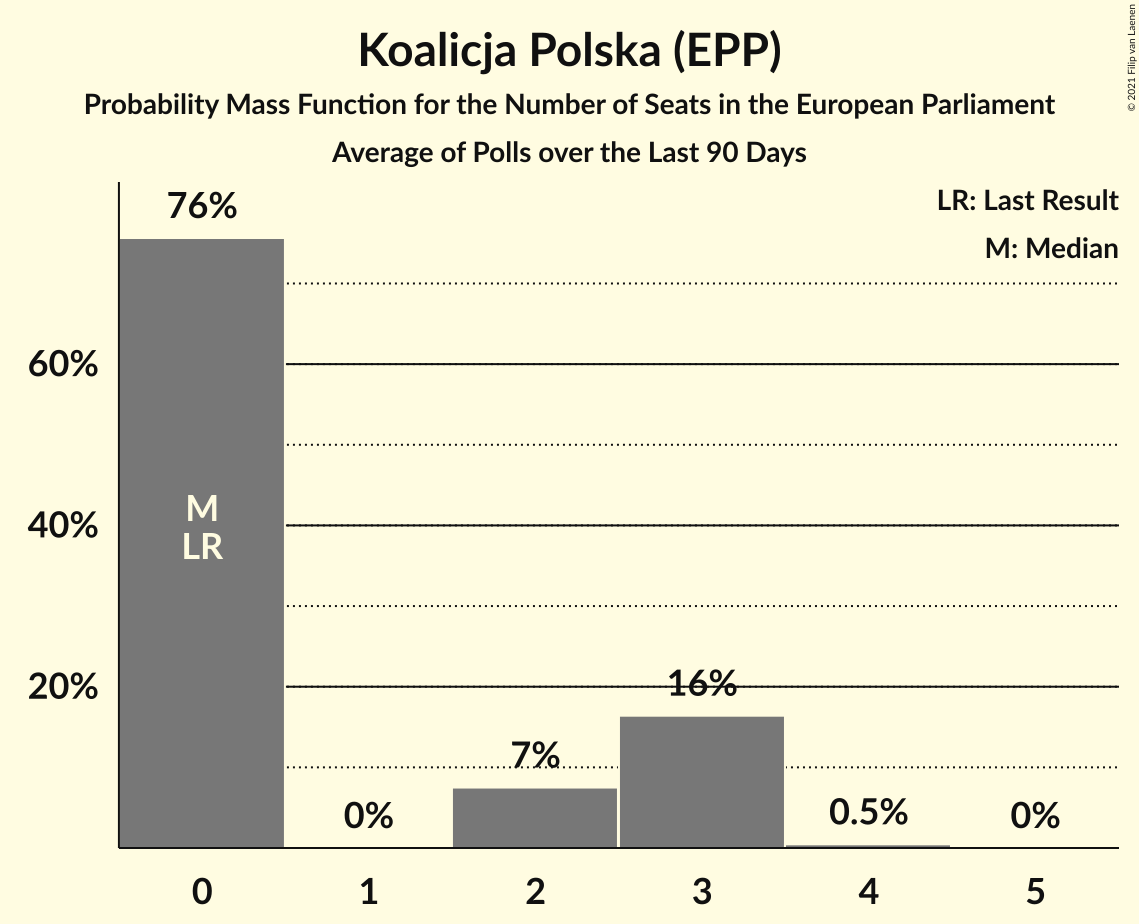 Koalicja Polska (EPP)
Probability Mass Function for the Number of Seats in the European Parliament
Average of Polls over the Last 90 Days
© 2021 Filip van Laenen
LR: Last Result
M: Median
76%
60%
M
40%
LR
20%
16%
7%
0%
0.5%
0%
0 1 2 3 4 5